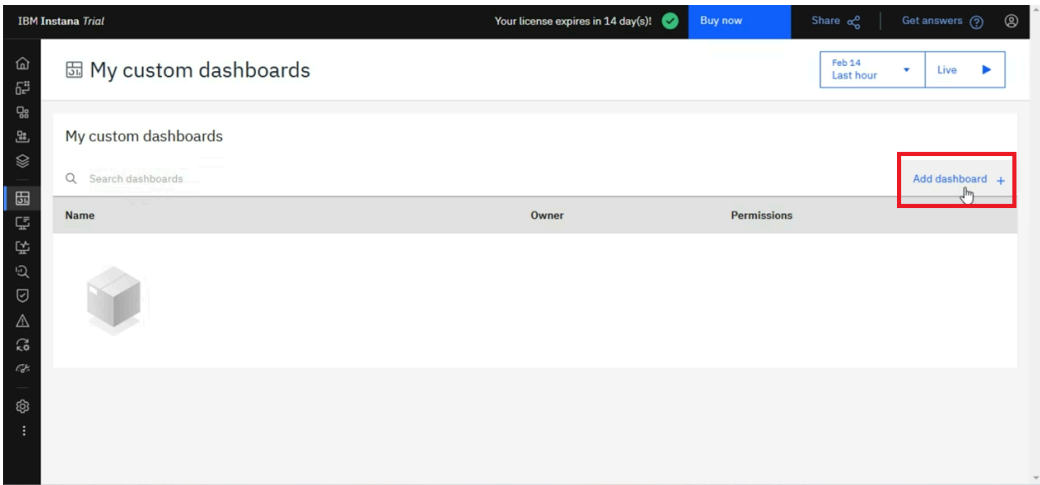 IBM Instana Trial
Your license expires in 14 day(s)!
Buy now
Share
Get answers
My custom dashboards
Feb 14
Last hour
Live
My custom dashboards
Search dashboards
Add dashboard +
Name Owner Permissions